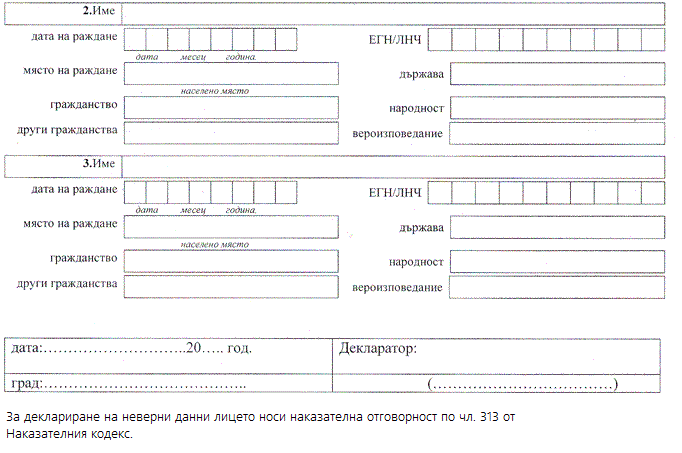 2.Име
дата на раждане ЕГН/ЛНЧ
дата месец година.
място на раждане държава
населено място
гражданство народност
други гражданства вероизповедание
3.Име
дата на раждане ЕГН/ЛНЧ
дата месец година.
място на раждане държава
населено място
гражданство народност
други гражданства вероизповедание
дата:………………………..20….. год. Декларатор:
град:…………………………………. (………………………………)
За деклариране на неверни данни лицето носи наказателна отговорност по чл. 313 от
Наказателния кодекс.